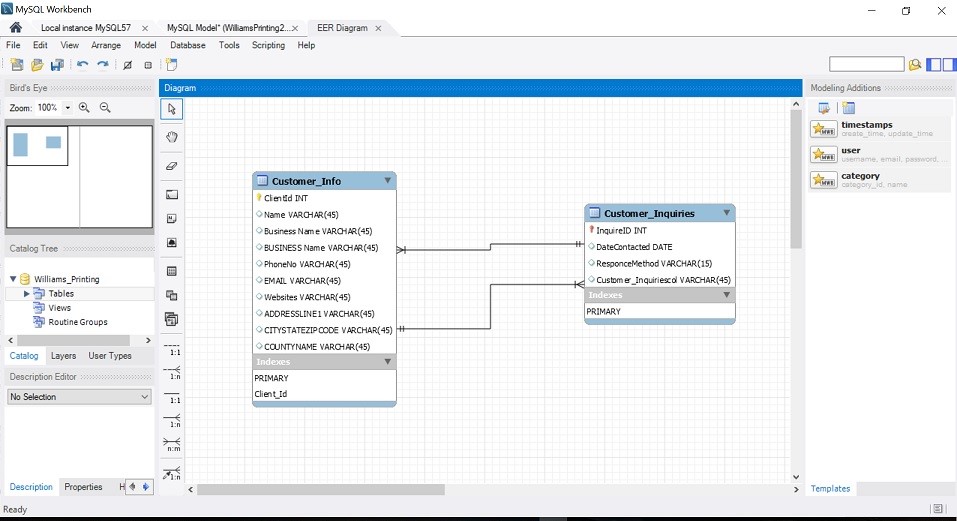 MySQL Workbench
Local instance MySQL57 MySQL Model* (WilliamsPrinting2... EER Diagram
File Edit View Arrange Model Database Tools Scripting Help
Bird's Eye
Zoom: 100%
Diagram
Modeling Additions
timestamps
create_time, update_time
user
username, email, password, ...
category
category_id, name
Customer_Info
ClientId INT
Name VARCHAR(45)
Business Name VARCHAR(45)
BUSINESS Name VARCHAR(45)
PhoneNo VARCHAR(45)
EMAIL VARCHAR(45)
Websites VARCHAR(45)
ADDRESSLINE1 VARCHAR(45)
CITYSTATEZIPCODE VARCHAR(45)
COUNTYNAME VARCHAR(45)
Indexes
PRIMARY
Client_Id
Customer_Inquiries
InquireID INT
DateContacted DATE
ResponceMethod VARCHAR(15)
Customer_Inquiriescol VARCHAR(45)
Indexes
PRIMARY
Catalog Tree
Williams_Printing
Tables
Views
Routine Groups
Catalog Layers User Types
Description Editor
No Selection
1:1
1:n
1:1
1:n
n:m
1:n
Description Properties H
Templates
Ready